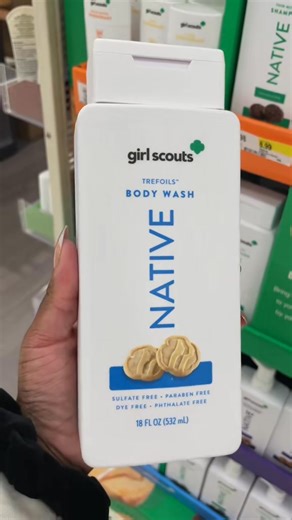 girl scouts
TREFOILS™
BODY WASH
NATIVE
SULFATE FREE • PARABEN FREE
DYE FREE • PHTHALATE FREE
18 FL OZ (532 mL)
NATIVE